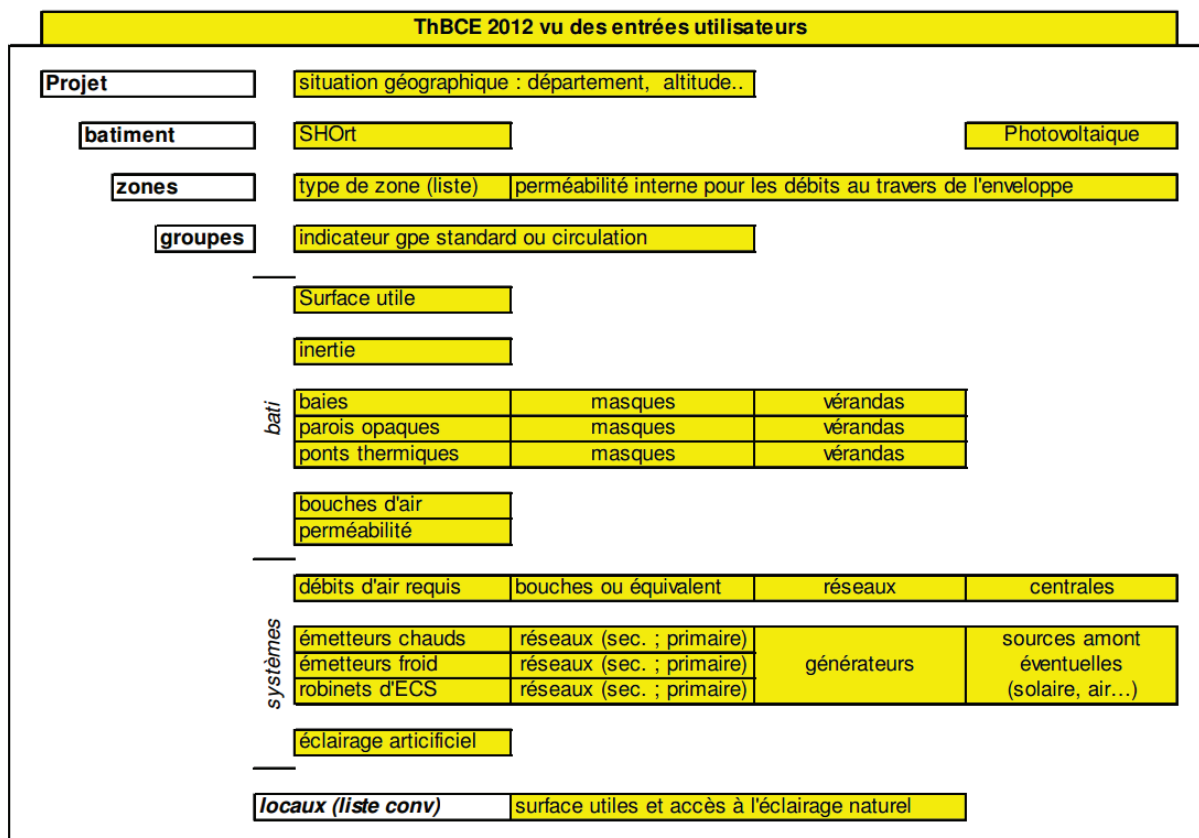 ThBCE 2012 vu des entrées utilisateurs
Projet situation géographique : département, altitude..
batiment SHOrt Photovoltaique
zones type de zone (liste) perméabilité interne pour les débits au travers de l'enveloppe
groupes indicateur gpe standard ou circulation
Surface utile
inertie
bati
baies masques vérandas
parois opaques masques vérandas
ponts thermiques masques vérandas
bouches d'air
perméabilité
systèmes
débits d'air requis bouches ou équivalent réseaux centrales
émetteurs chauds réseaux (sec. ; primaire)
émetteurs froid réseaux (sec. ; primaire)
robinets d'ECS réseaux (sec. ; primaire)
générateurs
sources amont
éventuelles
(solaire, air…)
éclairage articificiel
locaux (liste conv) surface utiles et accès à l'éclairage naturel